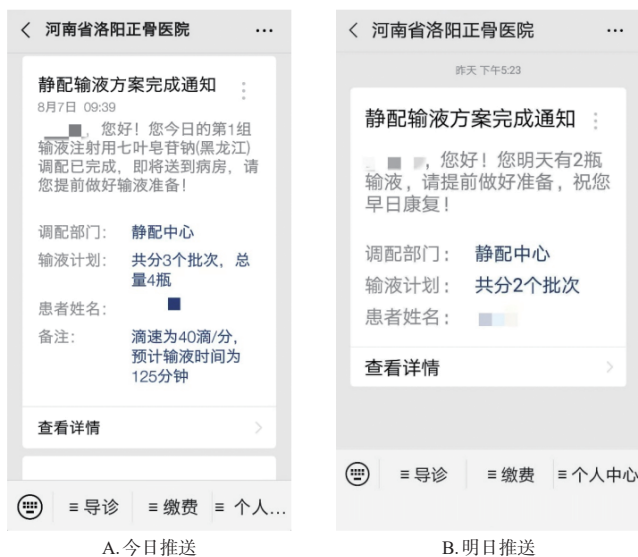 河南省洛阳正骨医院
静配输液方案完成通知
8月7日 09:39
，您好！您今日的第1组
输液注射用七叶皂苷钠(黑龙江)
调配已完成，即将送到病房，请
您提前做好输液准备！
调配部门： 静配中心
输液计划： 共分3个批次，总
量4瓶
患者姓名：
备注： 滴速为40滴/分，
预计输液时间为
125分钟
查看详情
≡导诊 ≡缴费 ≡ 个人...
A.今日推送
河南省洛阳正骨医院
昨天 下午5:23
静配输液方案完成通知
，您好！您明天有2瓶
输液，请提前做好准备，祝您
早日康复！
调配部门： 静配中心
输液计划： 共分2个批次
患者姓名：
查看详情
≡导诊 ≡缴费 ≡个人中心
B.明日推送